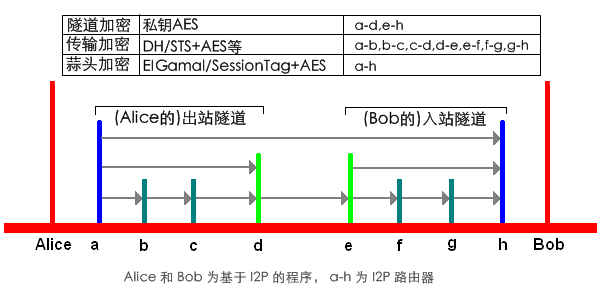 隧道加密 私钥AES a-d,e-h
传输加密 DH/STS+AES等 a-b,b-c,c-d,d-e,e-f,f-g,g-h
蒜头加密 ElGamal/SessionTag+AES a-h
(Alice的)出站隧道 (Bob的)入站隧道
Alice a b c d e f g h Bob
Alice 和 Bob 为基于 I2P 的程序， a-h 为 I2P 路由器